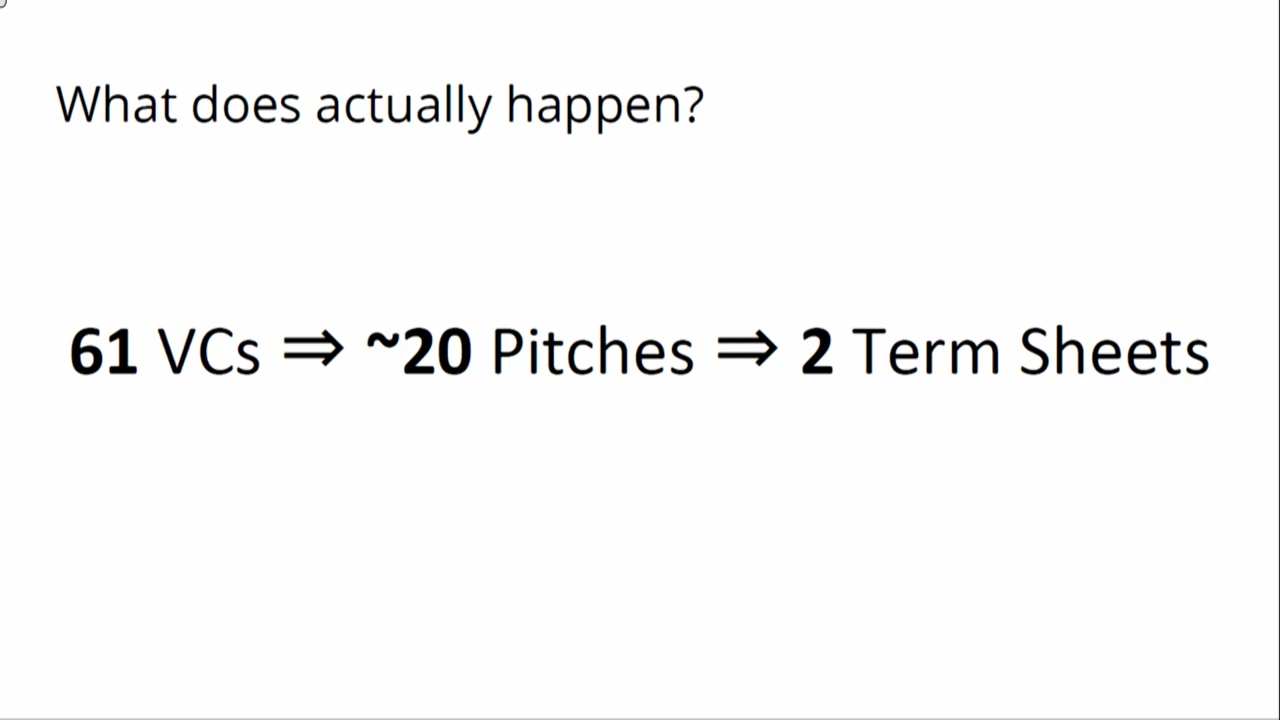 What does actually happen?
61 VCs ⇒ ~20 Pitches ⇒ 2 Term Sheets